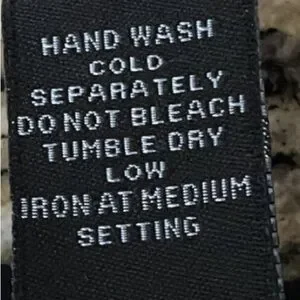 HAND WASH
COLD
SEPARATELY
DO NOT BLEACH
TUMBLE DRY
LOW
IRON AT MEDIUM
SETTING